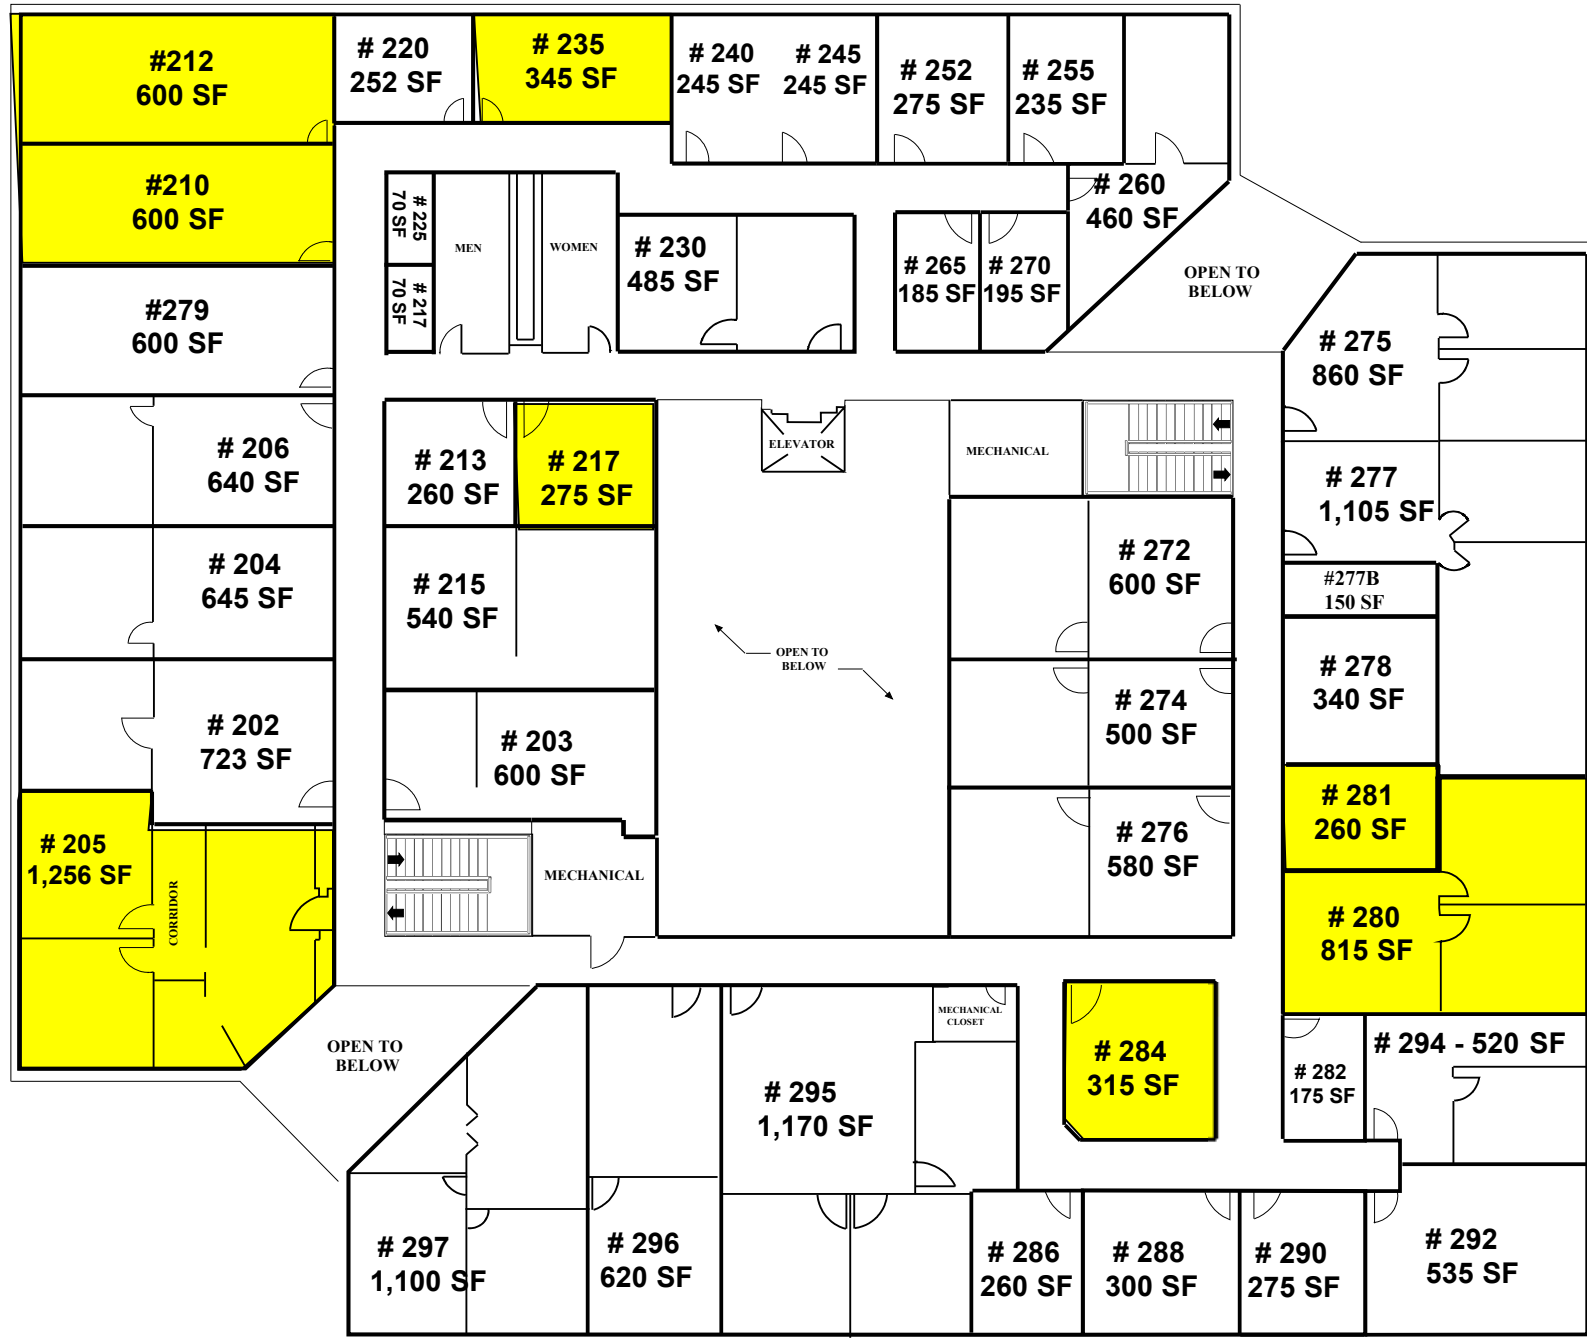 #212
600 SF
# 220
252 SF
# 235
345 SF
# 240
245 SF
# 245
245 SF
# 252
275 SF
# 255
235 SF
#210
600 SF
# 225
70 SF
# 217
70 SF
MEN
WOMEN
# 230
485 SF
# 260
460 SF
# 265
185 SF
# 270
195 SF
OPEN TO
BELOW
#279
600 SF
# 275
860 SF
# 206
640 SF
# 213
260 SF
# 217
275 SF
ELEVATOR
MECHANICAL
# 277
1,105 SF
# 204
645 SF
# 215
540 SF
# 272
600 SF
#277B
150 SF
OPEN TO
BELOW
# 278
340 SF
# 202
723 SF
# 203
600 SF
# 274
500 SF
# 281
260 SF
# 205
1,256 SF
CORRIDOR
MECHANICAL
# 276
580 SF
# 280
815 SF
OPEN TO
BELOW
MECHANICAL
CLOSET
# 284
315 SF
# 282
175 SF
# 294 - 520 SF
# 295
1,170 SF
# 297
1,100 SF
# 296
620 SF
# 286
260 SF
# 288
300 SF
# 290
275 SF
# 292
535 SF